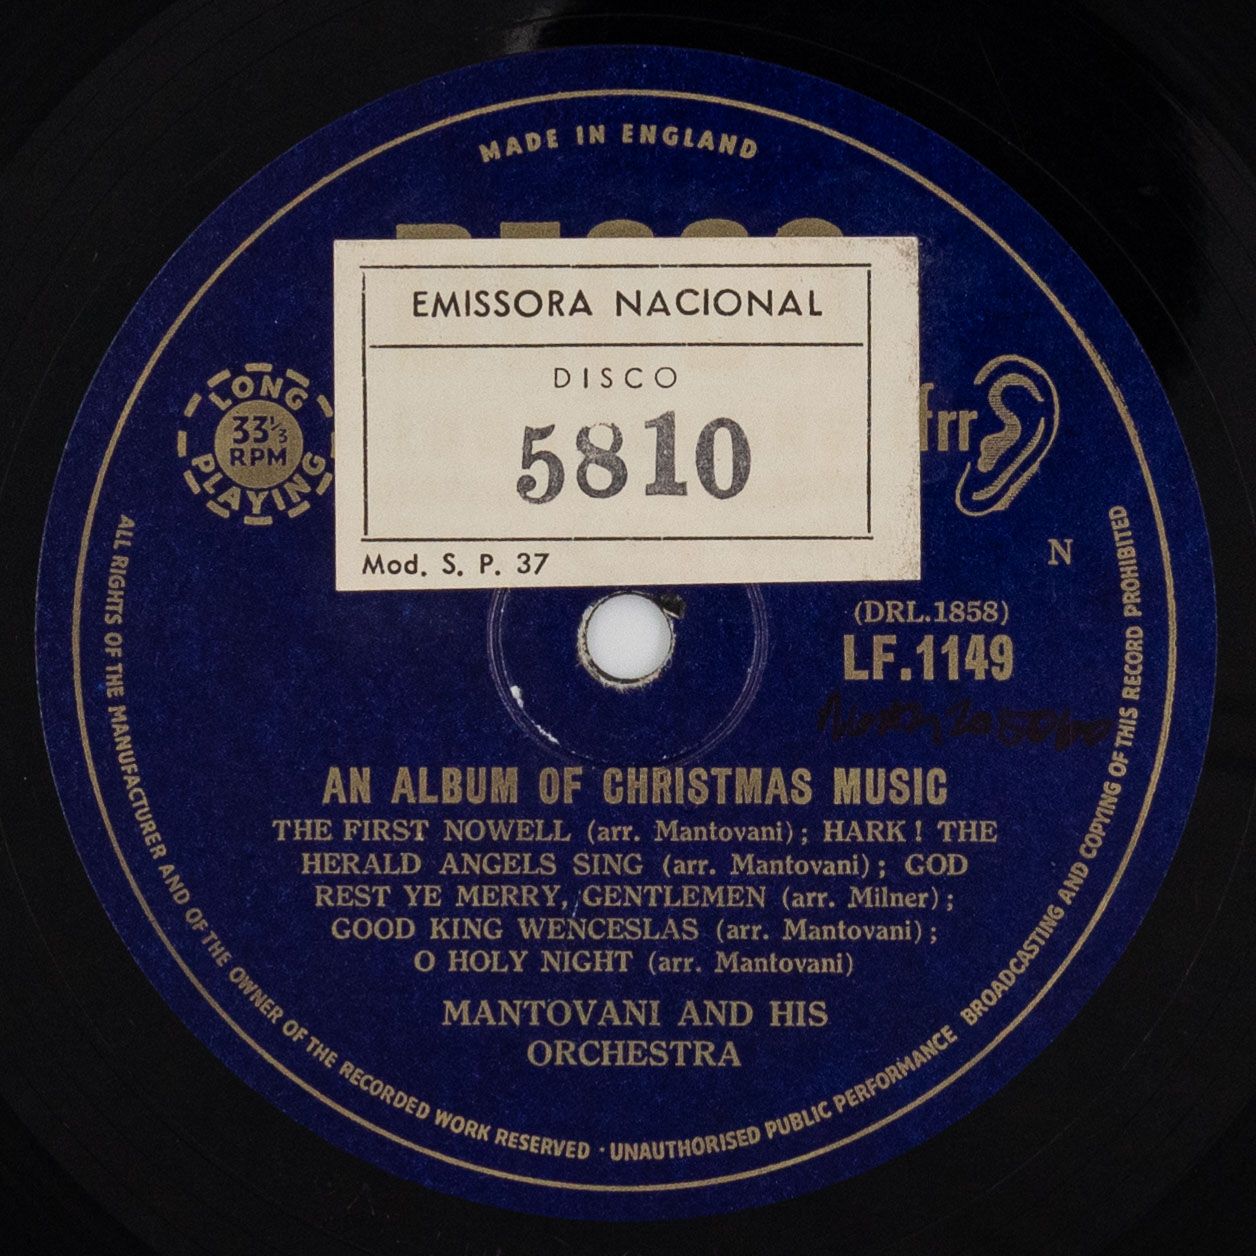 MADE IN ENGLAND
EMISSORA NACIONAL
DISCO
5810
Mod. S. P. 37
LONG
33⅓
RPM
PLAYING
ffrr
N
(DRL.1858)
LF.1149
AN ALBUM OF CHRISTMAS MUSIC
THE FIRST NOWELL (arr. Mantovani); HARK! THE
HERALD ANGELS SING (arr. Mantovani); GOD
REST YE MERRY, GENTLEMEN (arr. Milner);
GOOD KING WENCESLAS (arr. Mantovani);
O HOLY NIGHT (arr. Mantovani)
MANTOVANI AND HIS
ORCHESTRA
ALL RIGHTS OF THE MANUFACTURER AND OF THE OWNER OF THE RECORDED WORK RESERVED · UNAUTHORISED PUBLIC PERFORMANCE BROADCASTING AND COPYING OF THIS RECORD PROHIBITED